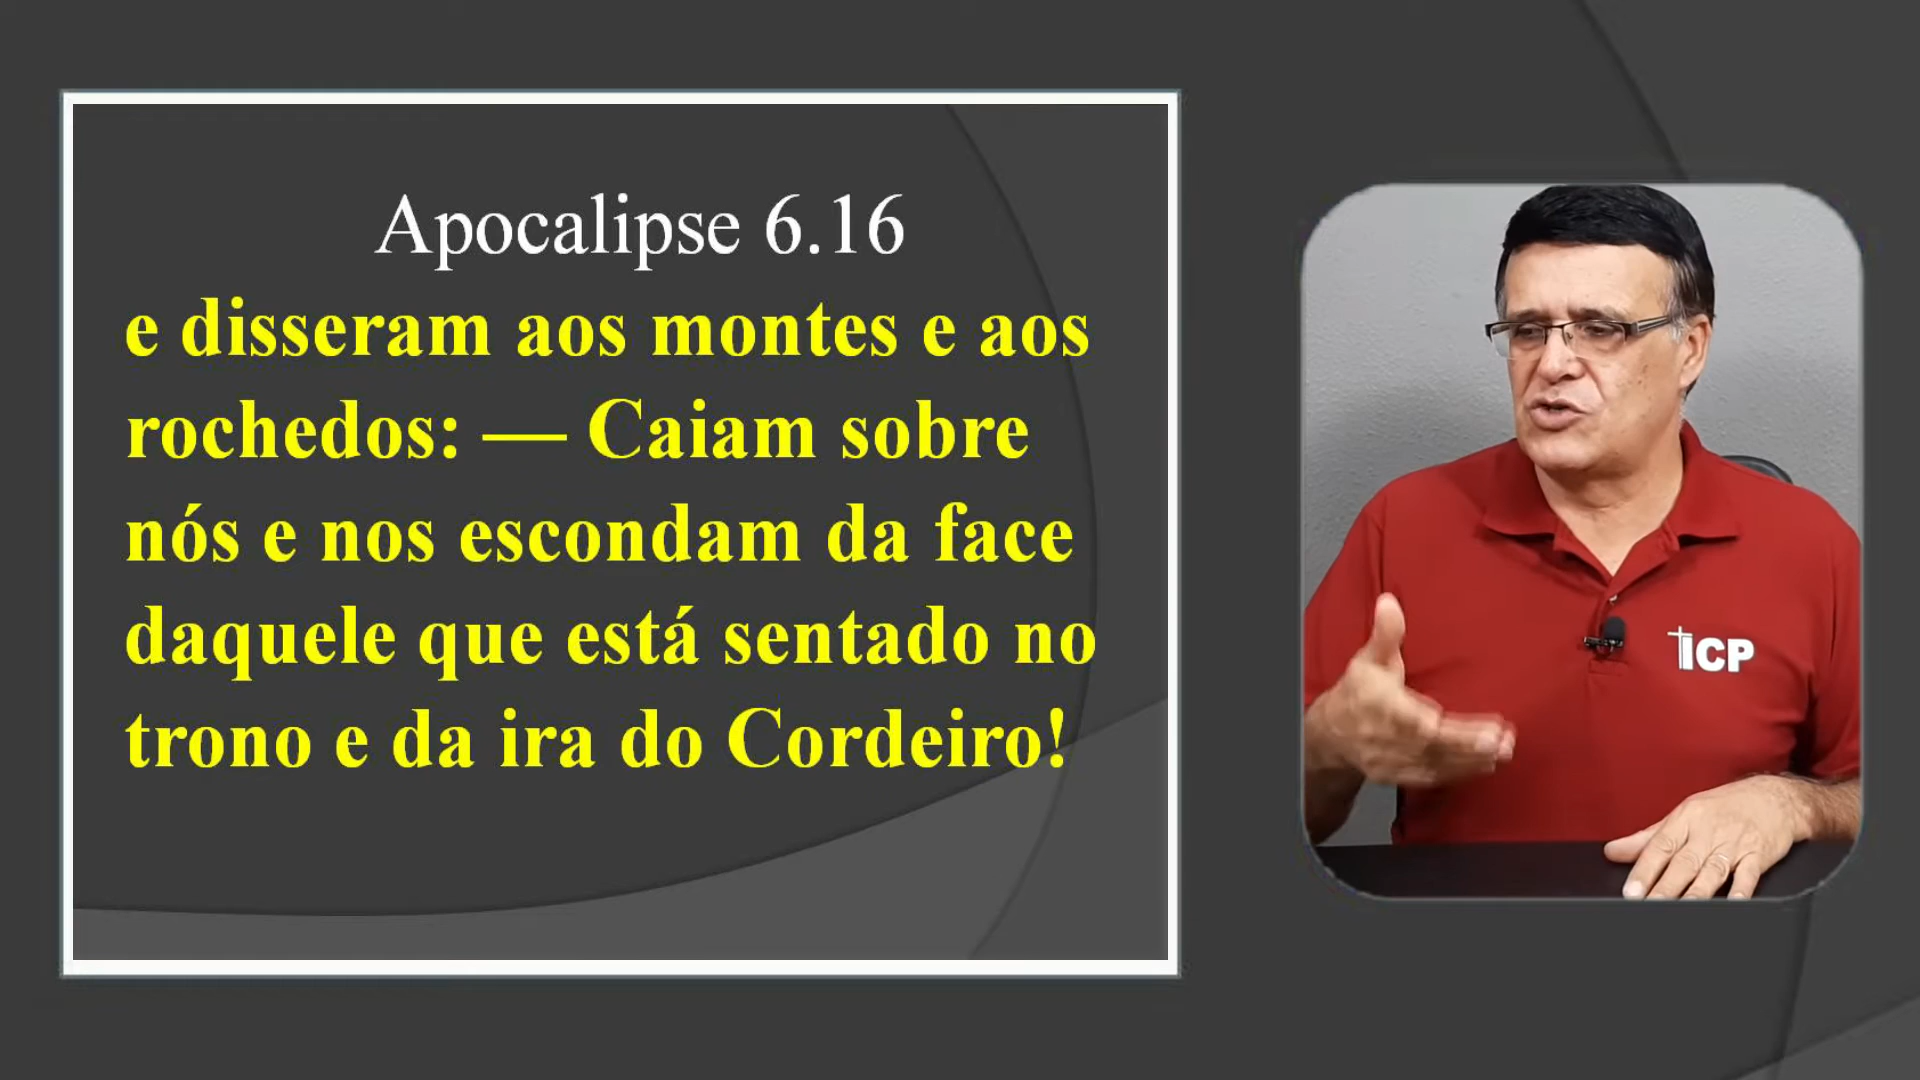 Apocalipse 6.16
e disseram aos montes e aos
rochedos: — Caiam sobre
nós e nos escondam da face
daquele que está sentado no
trono e da ira do Cordeiro!
ICP